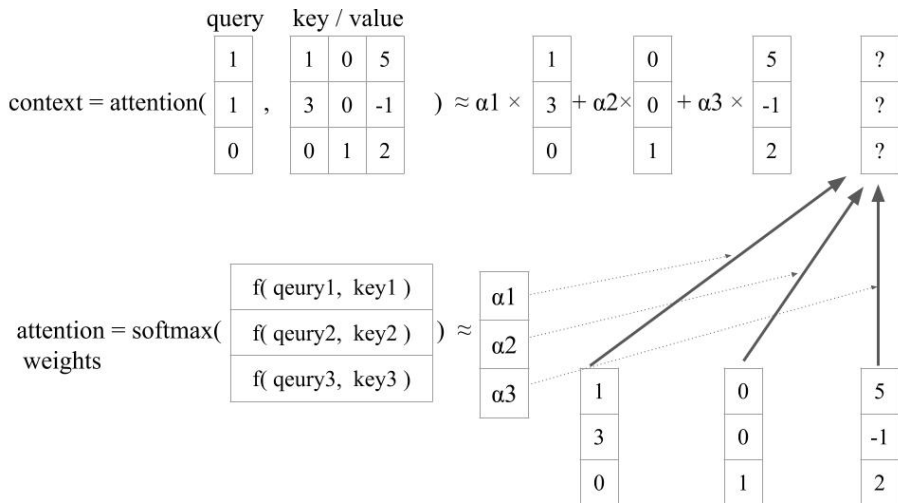 query key / value
1 1 0 5 1 0 5 ?
context = attention( 1 , 3 0 -1 ) ≈ α1 × 3 + α2× 0 + α3 × -1 ?
0 0 1 2 0 1 2 ?
f( qeury1, key1 ) α1
attention = softmax( f( qeury2, key2 ) ) ≈ α2
weights
f( qeury3, key3 ) α3
1 0 5
3 0 -1
0 1 2